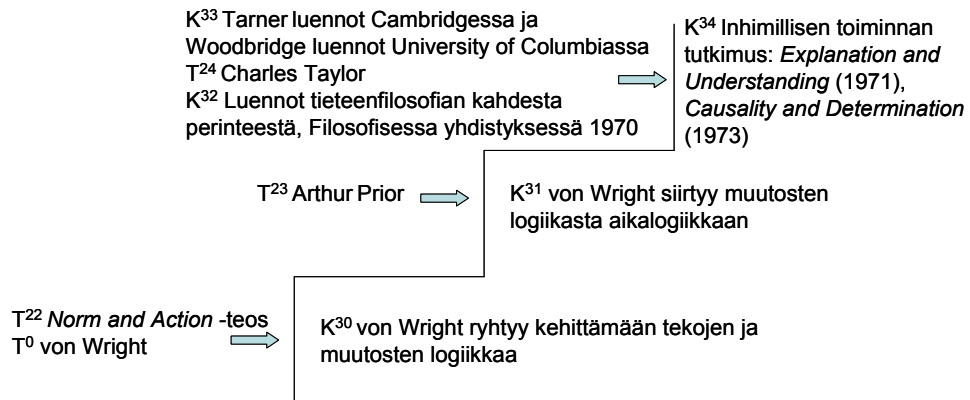 K³³ Tarner luennot Cambridgessa ja
Woodbridge luennot University of Columbiassa
T²⁴ Charles Taylor
K³² Luennot tieteenfilosofian kahdesta
perinteestä, Filosofisessa yhdistyksessä 1970
K³⁴ Inhimillisen toiminnan
tutkimus: Explanation and
Understanding (1971),
Causality and Determination
(1973)
T²³ Arthur Prior
K³¹ von Wright siirtyy muutosten
logiikasta aikalogiikkaan
T²² Norm and Action -teos
T⁰ von Wright
K³⁰ von Wright ryhtyy kehittämään tekojen ja
muutosten logiikkaa